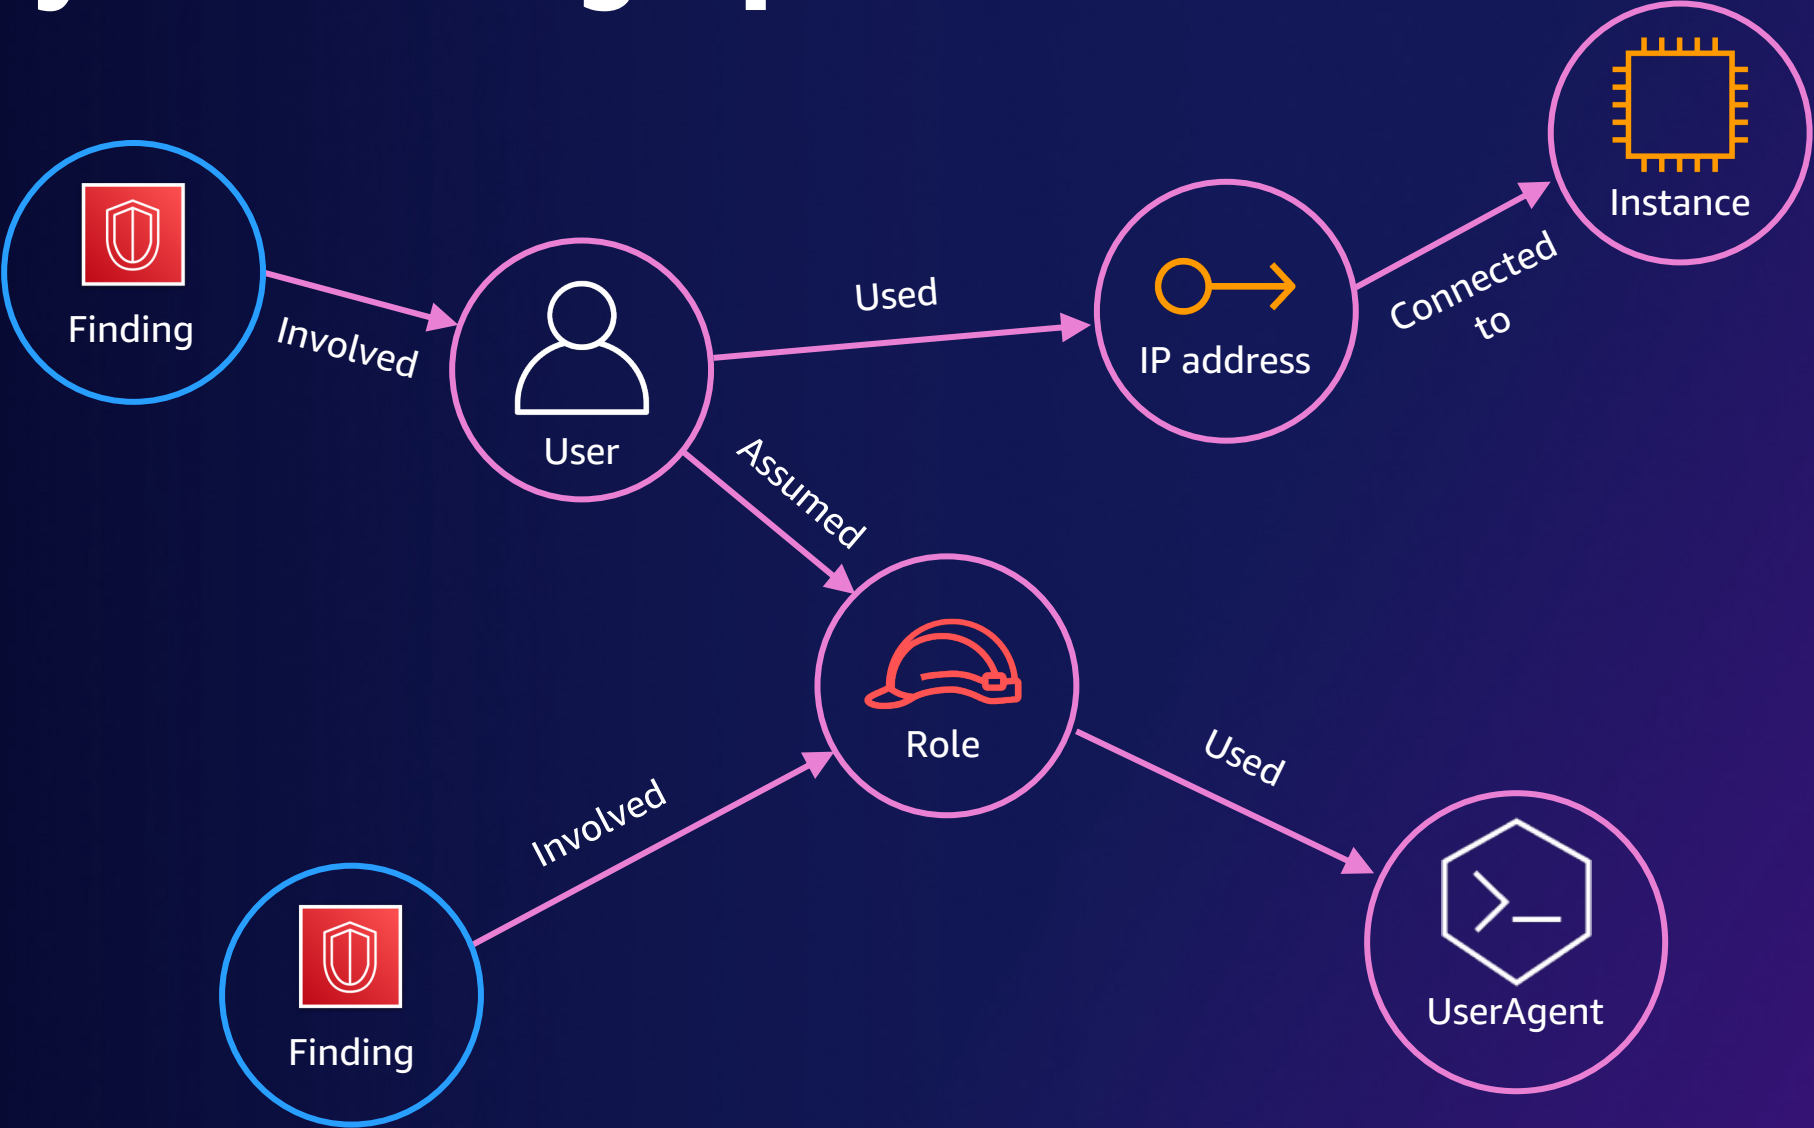 Instance
Finding
Involved
User
Used
IP address
Connected
to
Assumed
Role
Involved
Used
Finding
UserAgent